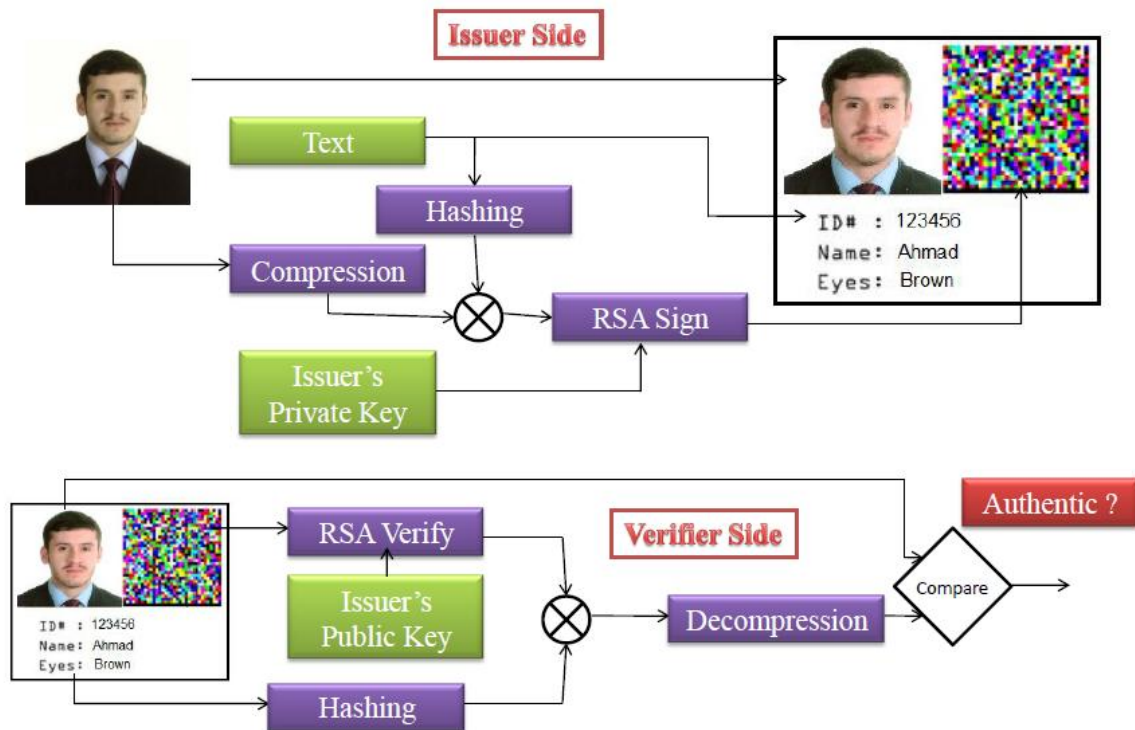 Issuer Side
Text
Hashing
Compression
RSA Sign
Issuer's
Private Key
ID# : 123456
Name: Ahmad
Eyes: Brown
Verifier Side
Authentic ?
RSA Verify
Issuer's
Public Key
Decompression
Compare
Hashing
ID# : 123456
Name: Ahmad
Eyes: Brown